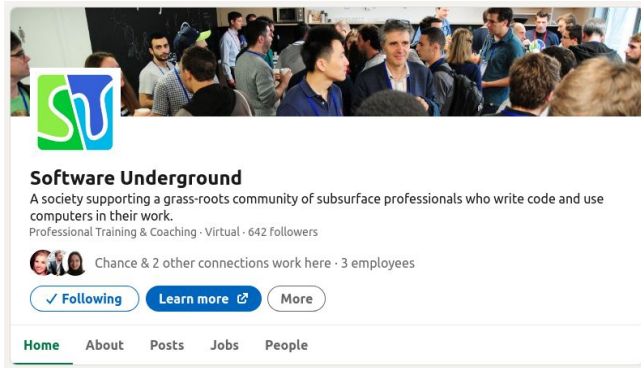 SU
Software Underground
A society supporting a grass-roots community of subsurface professionals who write code and use
computers in their work.
Professional Training & Coaching · Virtual · 642 followers
Chance & 2 other connections work here · 3 employees
✓ Following
Learn more
More
Home
About
Posts
Jobs
People